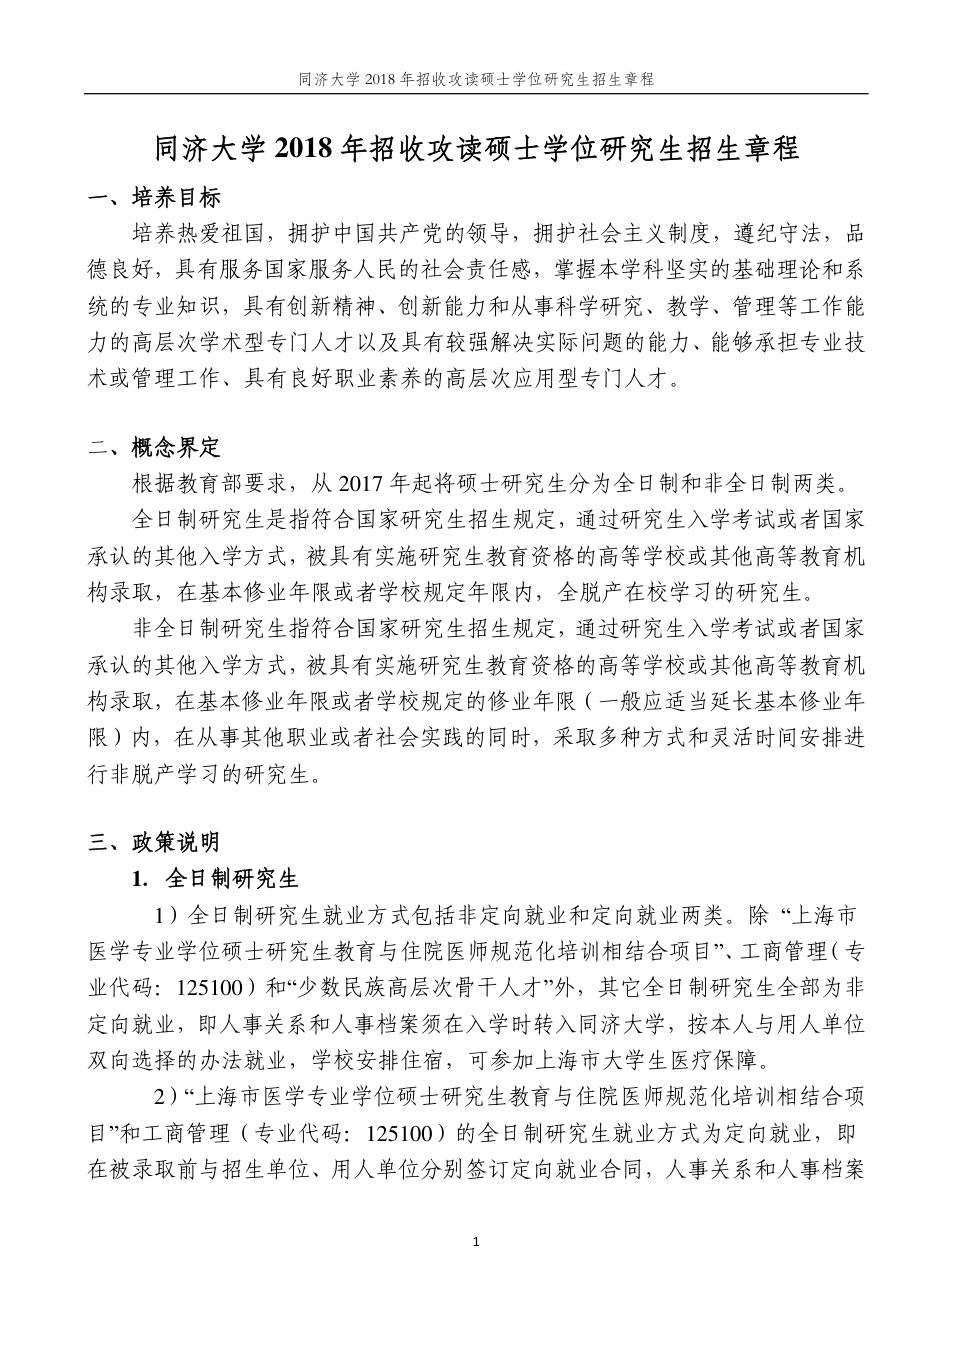 同济大学 2018 年招收攻读硕士学位研究生招生章程
同济大学 2018 年招收攻读硕士学位研究生招生章程
一、培养目标
培养热爱祖国，拥护中国共产党的领导，拥护社会主义制度，遵纪守法，品
德良好，具有服务国家服务人民的社会责任感，掌握本学科坚实的基础理论和系
统的专业知识，具有创新精神、创新能力和从事科学研究、教学、管理等工作能
力的高层次学术型专门人才以及具有较强解决实际问题的能力、能够承担专业技
术或管理工作、具有良好职业素养的高层次应用型专门人才。
二、概念界定
根据教育部要求，从 2017 年起将硕士研究生分为全日制和非全日制两类。
全日制研究生是指符合国家研究生招生规定，通过研究生入学考试或者国家
承认的其他入学方式，被具有实施研究生教育资格的高等学校或其他高等教育机
构录取，在基本修业年限或者学校规定年限内，全脱产在校学习的研究生。
非全日制研究生指符合国家研究生招生规定，通过研究生入学考试或者国家
承认的其他入学方式，被具有实施研究生教育资格的高等学校或其他高等教育机
构录取，在基本修业年限或者学校规定的修业年限（一般应适当延长基本修业年
限）内，在从事其他职业或者社会实践的同时，采取多种方式和灵活时间安排进
行非脱产学习的研究生。
三、政策说明
1. 全日制研究生
1）全日制研究生就业方式包括非定向就业和定向就业两类。除 “上海市
医学专业学位硕士研究生教育与住院医师规范化培训相结合项目”、工商管理（专
业代码：125100）和“少数民族高层次骨干人才”外，其它全日制研究生全部为非
定向就业，即人事关系和人事档案须在入学时转入同济大学，按本人与用人单位
双向选择的办法就业，学校安排住宿，可参加上海市大学生医疗保障。
2）“上海市医学专业学位硕士研究生教育与住院医师规范化培训相结合项
目”和工商管理（专业代码：125100）的全日制研究生就业方式为定向就业，即
在被录取前与招生单位、用人单位分别签订定向就业合同，人事关系和人事档案
1